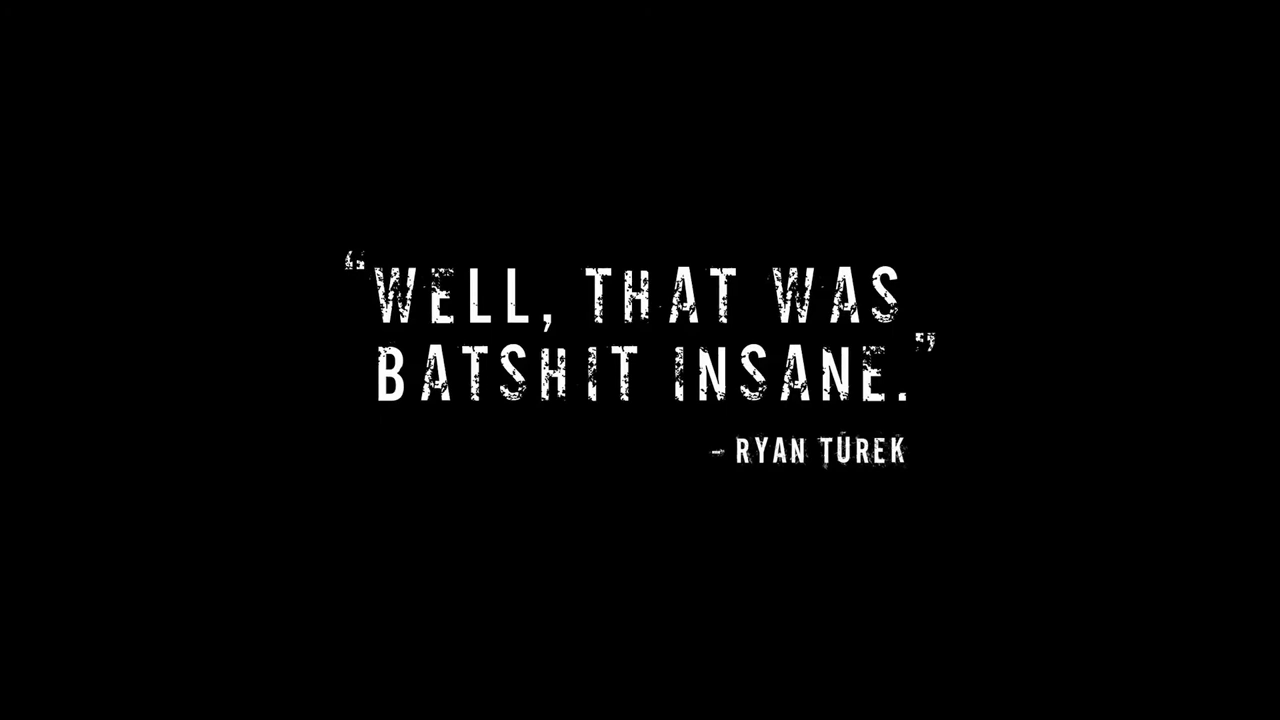 “WELL, THAT WAS
BATSHIT INSANE.”
– RYAN TUREK